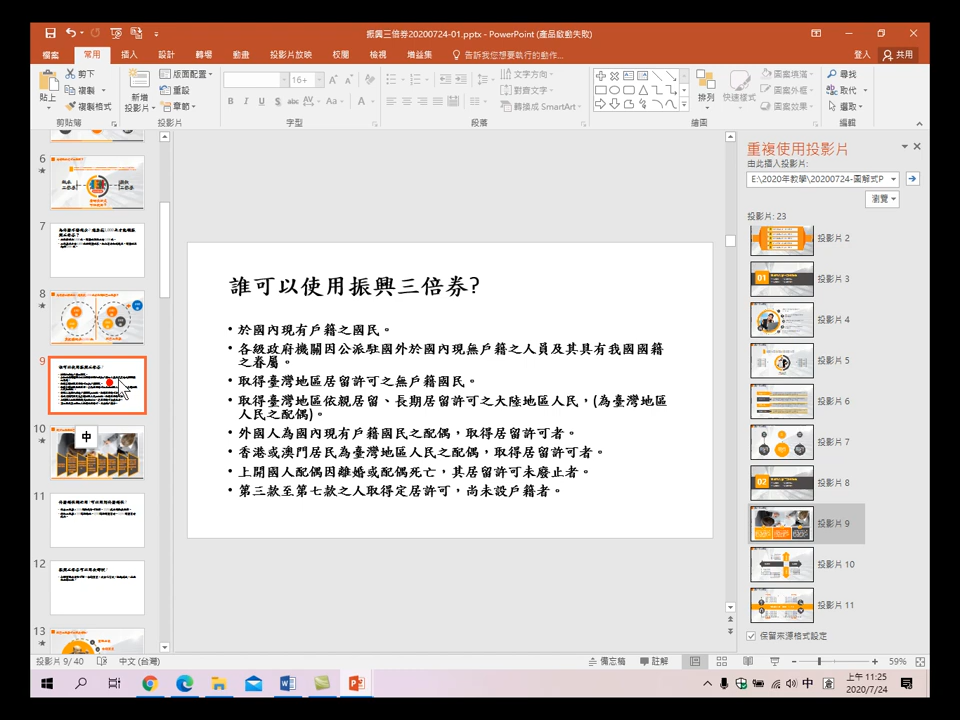 振興三倍券20200724-01.pptx - PowerPoint (產品啟動失敗)
檔案 常用 插入 設計 轉場 動畫 投影片放映 校閱 檢視 增益集 告訴我您想要執行的動作... 登入 共用
貼上
剪下
複製
複製格式
新增
投影片
版面配置
重設
章節
16+
B I U S abc AV Aa A
文字方向
對齊文字
轉換成 SmartArt
排列
快速樣式
圖案填滿
圖案外框
圖案效果
尋找
取代
選取
剪貼簿 投影片 字型 段落 繪圖 編輯
6
7
8
9
10
中
11
12
13
誰可以使用振興三倍券?
• 於國內現有戶籍之國民。
• 各級政府機關因公派駐國外於國內現無戶籍之人員及其具有我國國籍
之眷屬。
• 取得臺灣地區居留許可之無戶籍國民。
• 取得臺灣地區依親居留、長期居留許可之大陸地區人民，(為臺灣地區
人民之配偶)。
• 外國人為國內現有戶籍國民之配偶，取得居留許可者。
• 香港或澳門居民為臺灣地區人民之配偶，取得居留許可者。
• 上開國人配偶因離婚或配偶死亡，其居留許可未廢止者。
• 第三款至第七款之人取得定居許可，尚未設戶籍者。
重複使用投影片
由此插入投影片:
E:\2020年教學\20200724-圖解式P
瀏覽
投影片: 23
投影片 2
01
投影片 3
投影片 4
投影片 5
投影片 6
投影片 7
02
投影片 8
投影片 9
投影片 10
投影片 11
保留來源格式設定
投影片 9/40 中文 (台灣) 備忘稿 註解 59%
中
上午 11:25
2020/7/24